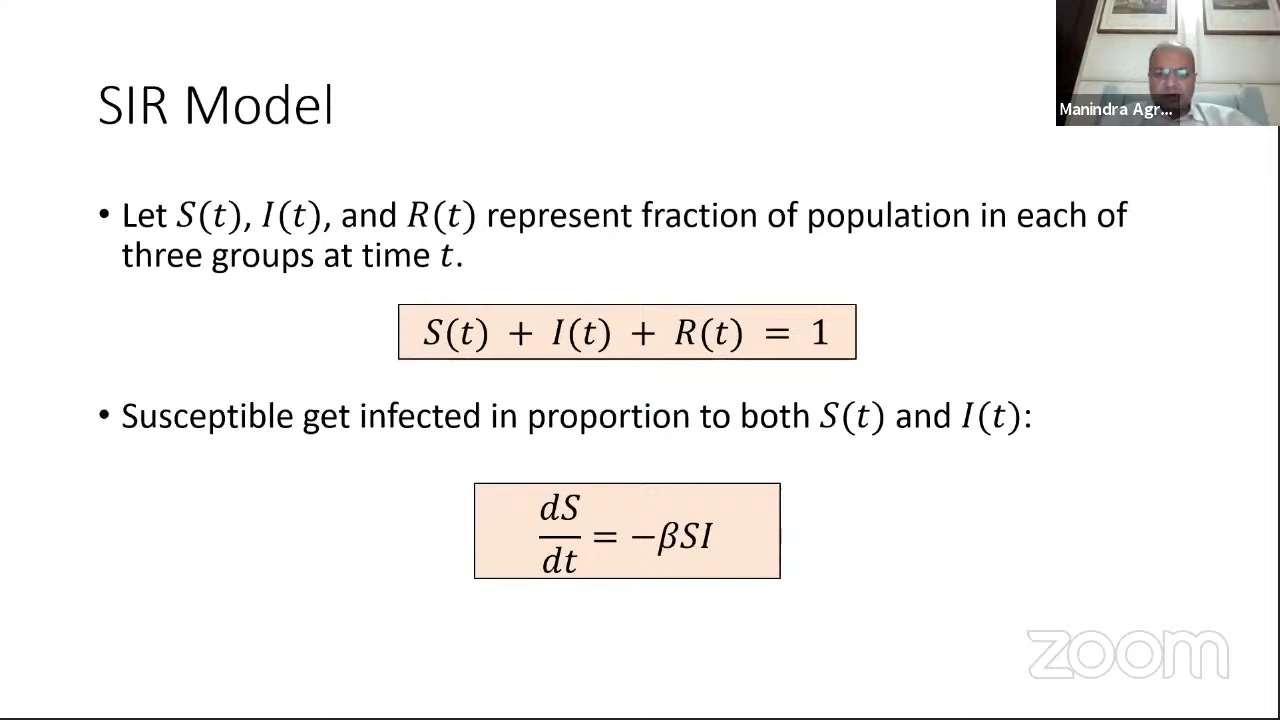 SIR Model
Manindra Agr...
• Let S(t), I(t), and R(t) represent fraction of population in each of
three groups at time t.
S(t) + I(t) + R(t) = 1
• Susceptible get infected in proportion to both S(t) and I(t):
dS/dt = −βSI
zoom